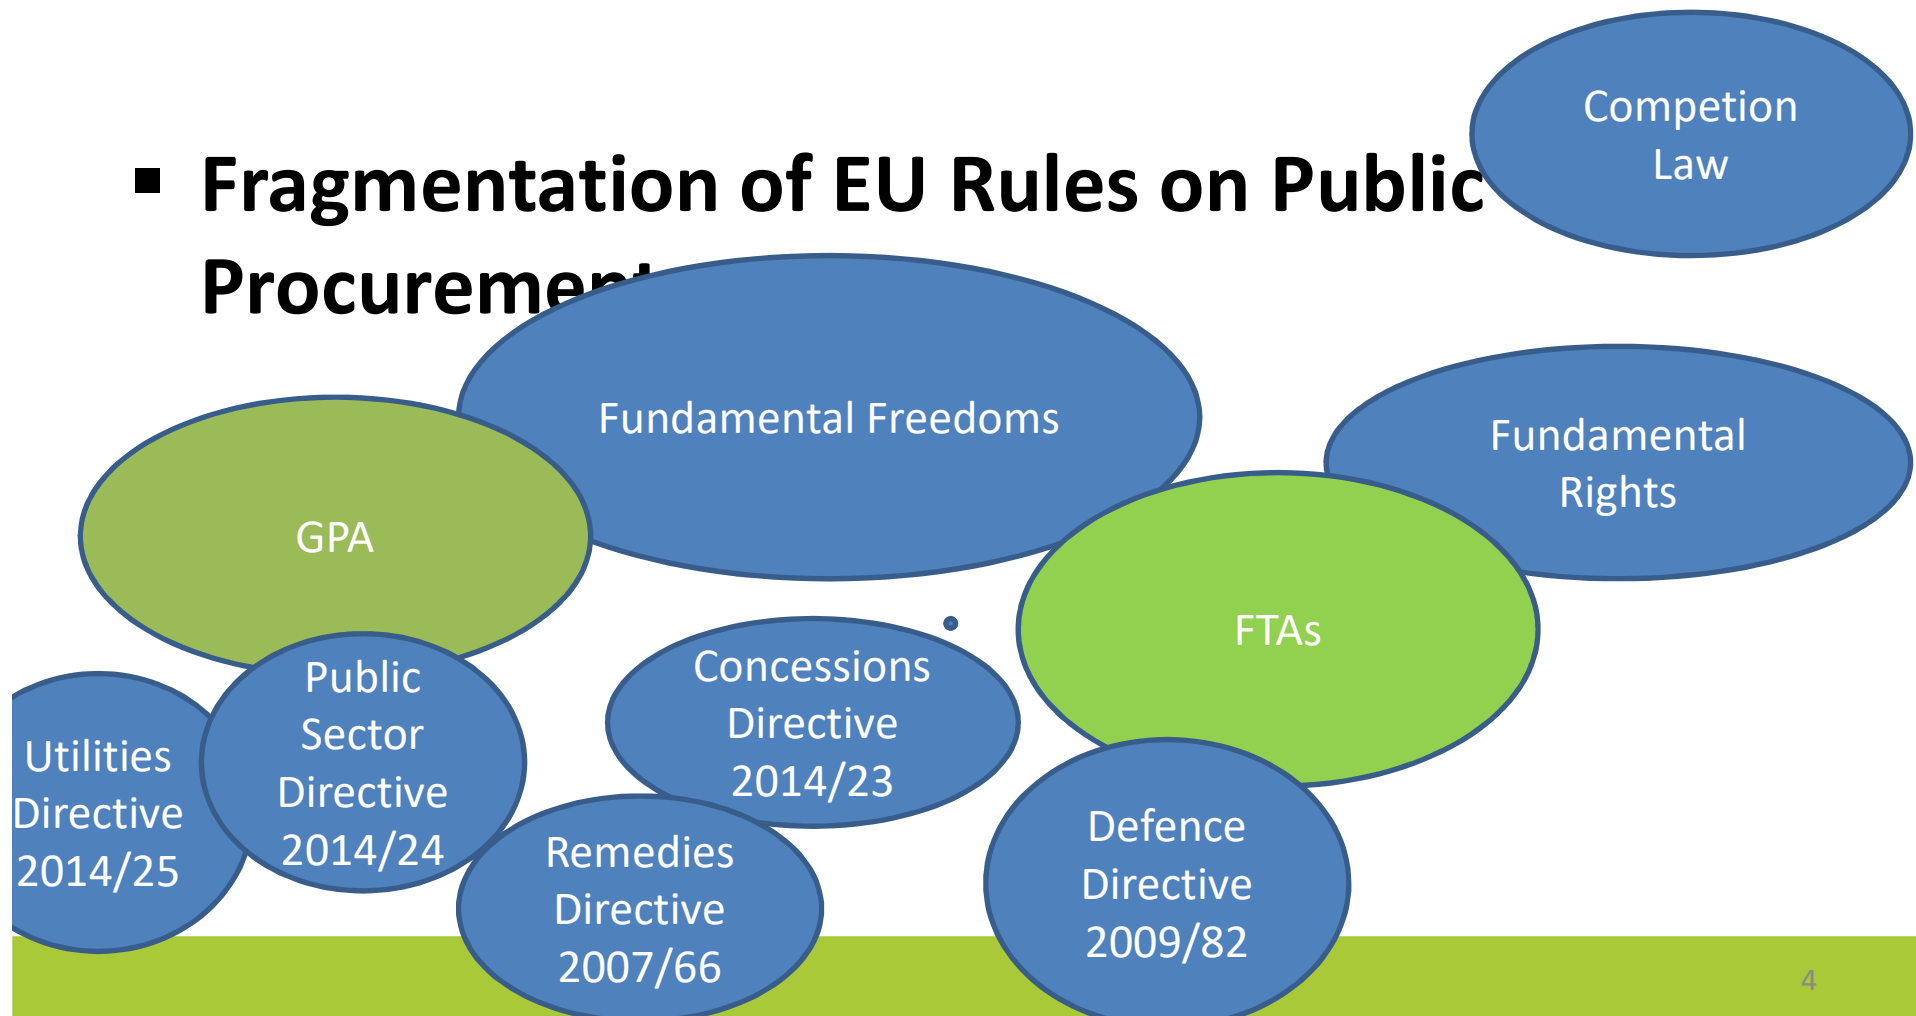 Competion
Law
▪ Fragmentation of EU Rules on Public
Procurement
Fundamental Freedoms
Fundamental
Rights
GPA
FTAs
Public
Sector
Directive
2014/24
Concessions
Directive
2014/23
Utilities
Directive
2014/25
Remedies
Directive
2007/66
Defence
Directive
2009/82
4